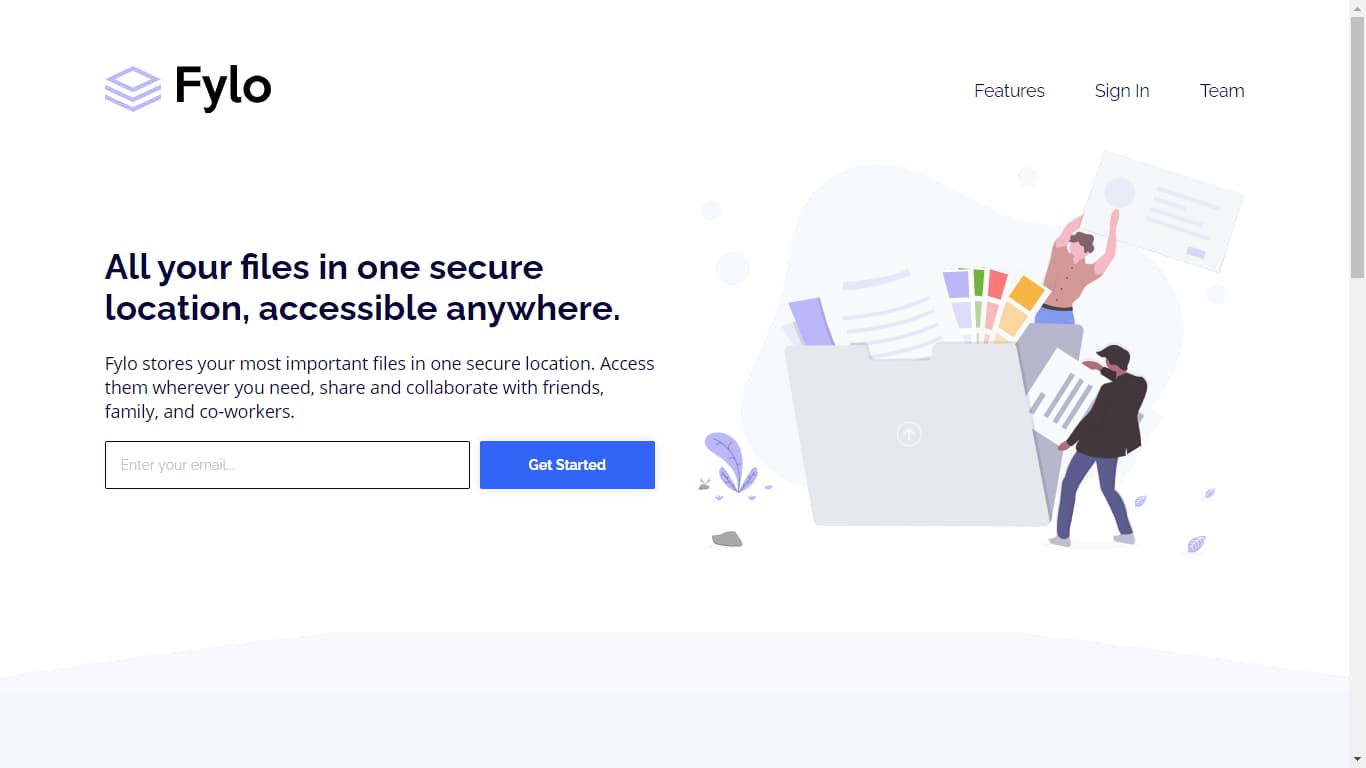 Fylo
Features
Sign In
Team
All your files in one secure
location, accessible anywhere.
Fylo stores your most important files in one secure location. Access
them wherever you need, share and collaborate with friends,
family, and co-workers.
Enter your email...
Get Started